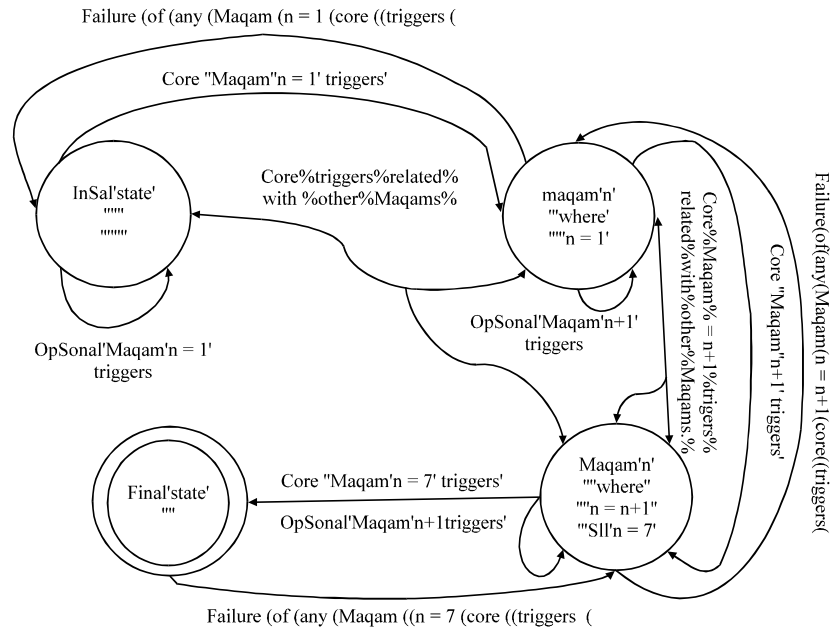 Failure (of (any (Maqam (n = 1 (core ((triggers (
Core "Maqam"n = 1' triggers'
Core%triggers%related%
with %other%Maqams%
InSal'state'
""""
"""""
maqam'n'
'"where'
"""n = 1'
OpSonal'Maqam'n = 1'
triggers
OpSonal'Maqam'n+1'
triggers
Core%Maqam% = n+1%trigers%
related%with%other%Maqams.%
Core "Maqam"n+1' triggers'
Failure(of(any(Maqam(n = n+1(core((triggers(
Maqam'n'
""where"
""n = n+1"
'"Sll'n = 7'
Final'state'
""
Core "Maqam'n = 7' triggers'
OpSonal'Maqam'n+1triggers'
Failure (of (any (Maqam ((n = 7 (core ((triggers (